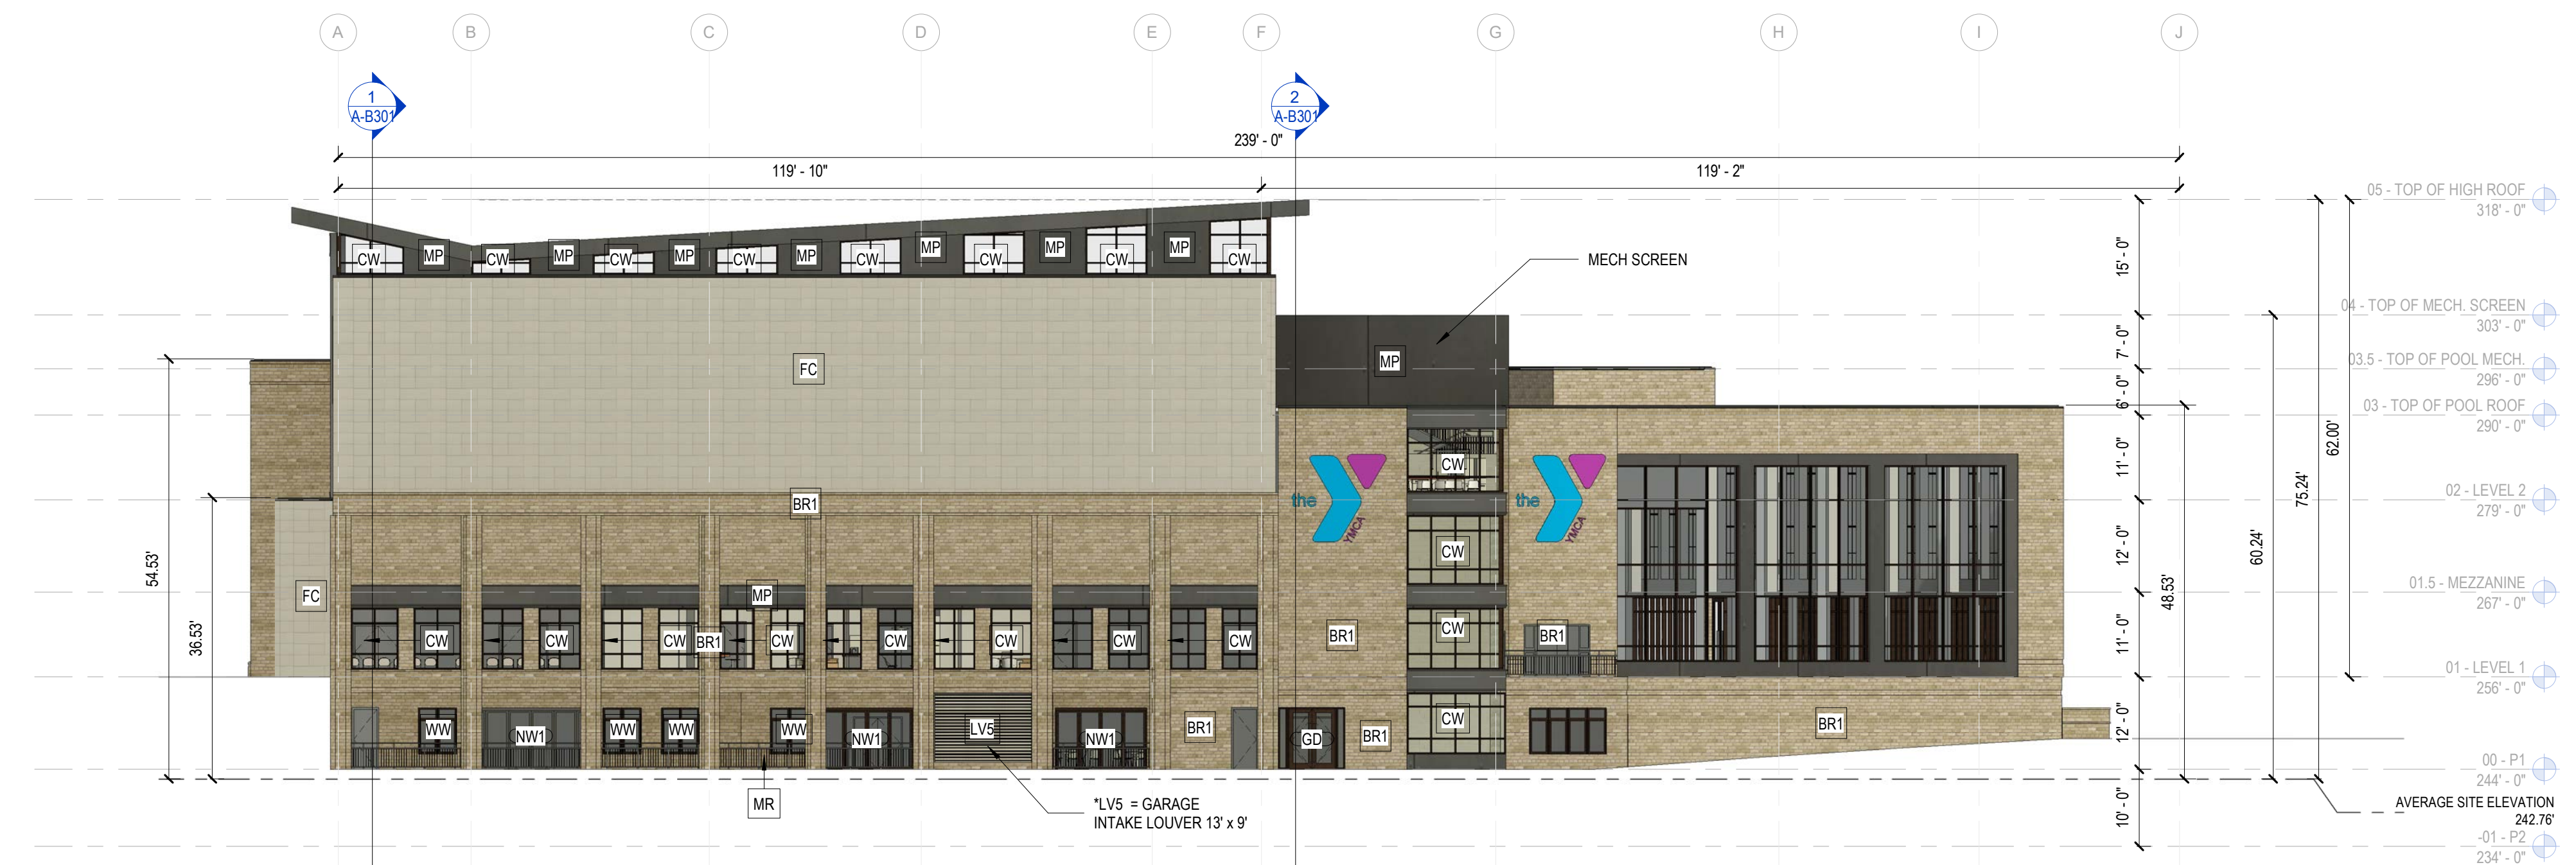 A B C D E F G H I J
1
A-B301
2
A-B301
239' - 0"
119' - 10"
119' - 2"
05 - TOP OF HIGH ROOF
318' - 0"
15' - 0"
CW MP CW MP CW MP CW MP CW MP CW MP CW MP CW
MECH SCREEN
04 - TOP OF MECH. SCREEN
303' - 0"
7' - 0"
MP
03.5 - TOP OF POOL MECH.
296' - 0"
6' - 0"
FC
03 - TOP OF POOL ROOF
290' - 0"
11' - 0"
62.00'
75.24'
CW
BR1
the
YMCA
the
YMCA
02 - LEVEL 2
279' - 0"
12' - 0"
CW
60.24'
54.53'
48.53'
01.5 - MEZZANINE
267' - 0"
FC
MP
36.53'
11' - 0"
CW CW CW BR1 CW CW CW CW CW
BR1
CW
BR1
01 - LEVEL 1
256' - 0"
12' - 0"
WW NW1 WW WW WW NW1 LV5 NW1 BR1 GD BR1 CW BR1
00 - P1
244' - 0"
MR
*LV5 = GARAGE
INTAKE LOUVER 13' x 9'
10' - 0"
AVERAGE SITE ELEVATION
242.76'
-01 - P2
234' - 0"